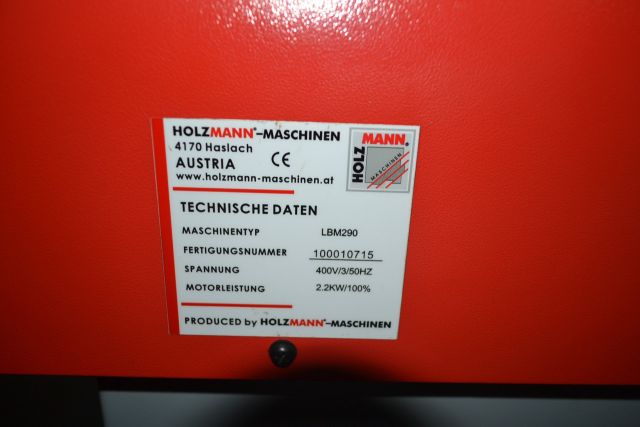 HOLZMANN®-MASCHINEN
4170 Haslach
AUSTRIA CE
www.holzmann-maschinen.at
HOLZ MANN®
MASCHINEN
TECHNISCHE DATEN
MASCHINENTYP LBM290
FERTIGUNGSNUMMER 100010715
SPANNUNG 400V/3/50HZ
MOTORLEISTUNG 2.2KW/100%
PRODUCED by HOLZMANN®-MASCHINEN